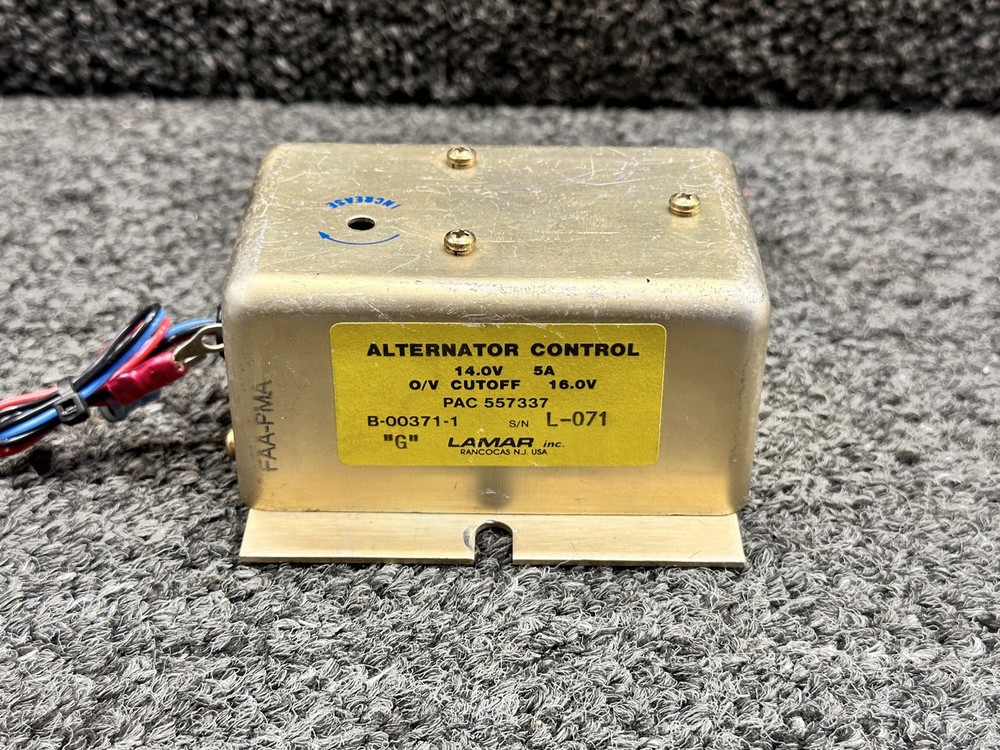 INCREASE
ALTERNATOR CONTROL
14.0V 5A
O/V CUTOFF 16.0V
PAC 557337
B-00371-1 S/N L-071
"G" LAMAR inc.
RANCOCAS N.J. USA
FAA-PMA